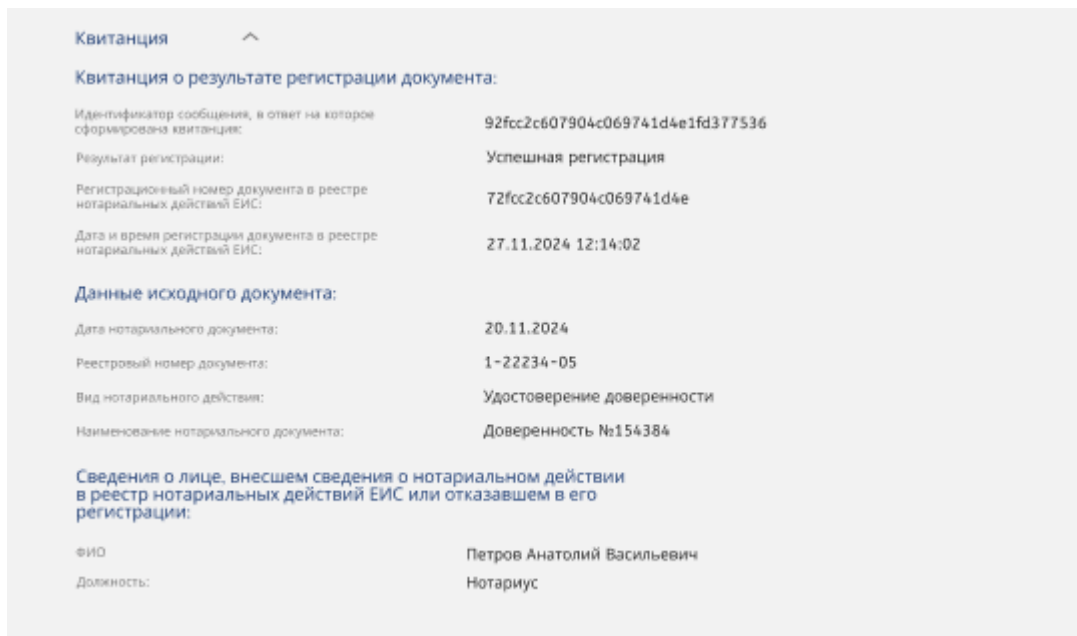 Квитанция
Квитанция о результате регистрации документа:
Идентификатор сообщения, в ответ на которое
сформирована квитанция:
92fcc2c607904c069741d4e1fd377536
Результат регистрации:
Успешная регистрация
Регистрационный номер документа в реестре
нотариальных действий ЕИС:
72fcc2c607904c069741d4e
Дата и время регистрации документа в реестре
нотариальных действий ЕИС:
27.11.2024 12:14:02
Данные исходного документа:
Дата нотариального документа:
20.11.2024
Реестровый номер документа:
1-22234-05
Вид нотариального действия:
Удостоверение доверенности
Наименование нотариального документа:
Доверенность №154384
Сведения о лице, внесшем сведения о нотариальном действии
в реестр нотариальных действий ЕИС или отказавшем в его
регистрации:
ФИО
Петров Анатолий Васильевич
Должность:
Нотариус